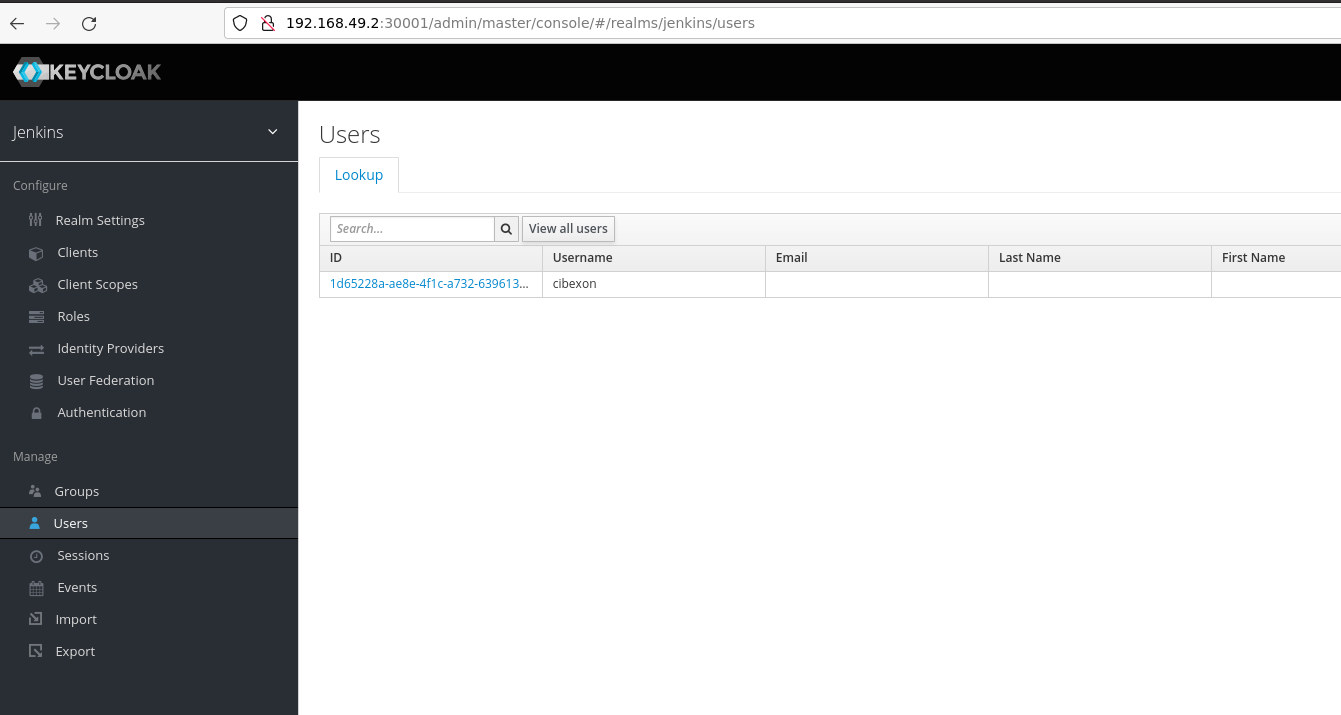 192.168.49.2:30001/admin/master/console/#/realms/jenkins/users
KEYCLOAK
Jenkins
Configure
Realm Settings
Clients
Client Scopes
Roles
Identity Providers
User Federation
Authentication
Manage
Groups
Users
Sessions
Events
Import
Export
Users
Lookup
Search... View all users
ID Username Email Last Name First Name
1d65228a-ae8e-4f1c-a732-639613... cibexon